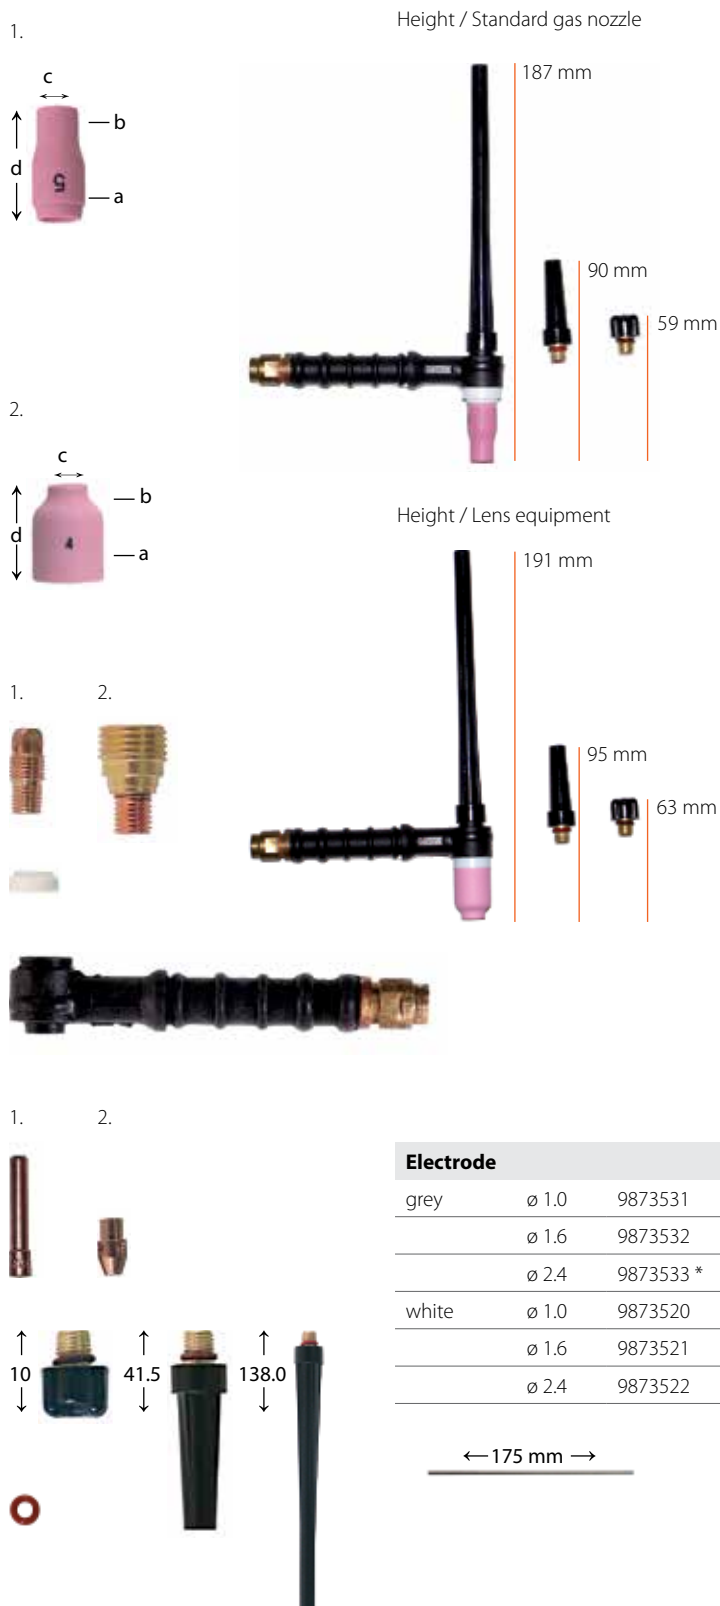 1.
c
b
d
5
a
Height / Standard gas nozzle
187 mm
90 mm
59 mm
2.
c
b
d
4
a
Height / Lens equipment
191 mm
95 mm
63 mm
1. 2.
1. 2.
10 41.5 138.0
Electrode
grey ø 1.0 9873531
ø 1.6 9873532
ø 2.4 9873533 *
white ø 1.0 9873520
ø 1.6 9873521
ø 2.4 9873522
175 mm